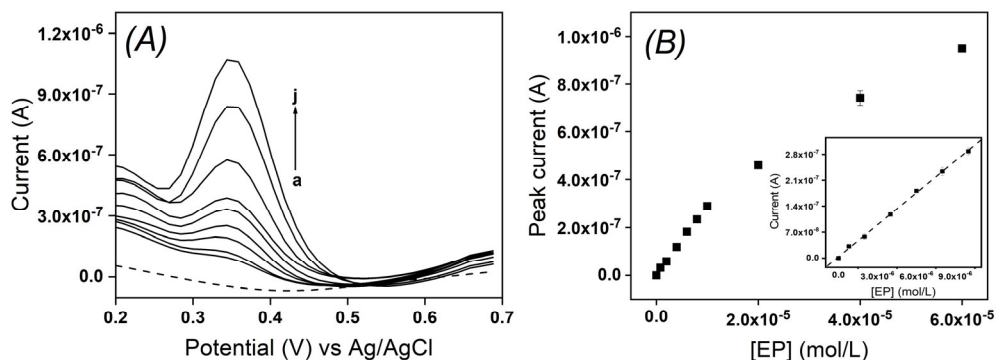 (A)
1.2x10⁻⁶
9.0x10⁻⁷
6.0x10⁻⁷
3.0x10⁻⁷
0.0
Current (A)
j
a
0.2
0.3
0.4
0.5
0.6
0.7
Potential (V) vs Ag/AgCl
(B)
1.0x10⁻⁶
8.0x10⁻⁷
6.0x10⁻⁷
4.0x10⁻⁷
2.0x10⁻⁷
0.0
Peak current (A)
0.0
2.0x10⁻⁵
4.0x10⁻⁵
6.0x10⁻⁵
[EP] (mol/L)
2.8x10⁻⁷
2.1x10⁻⁷
1.4x10⁻⁷
7.0x10⁻⁸
0.0
Current (A)
0.0
3.0x10⁻⁶
6.0x10⁻⁶
9.0x10⁻⁶
[EP] (mol/L)